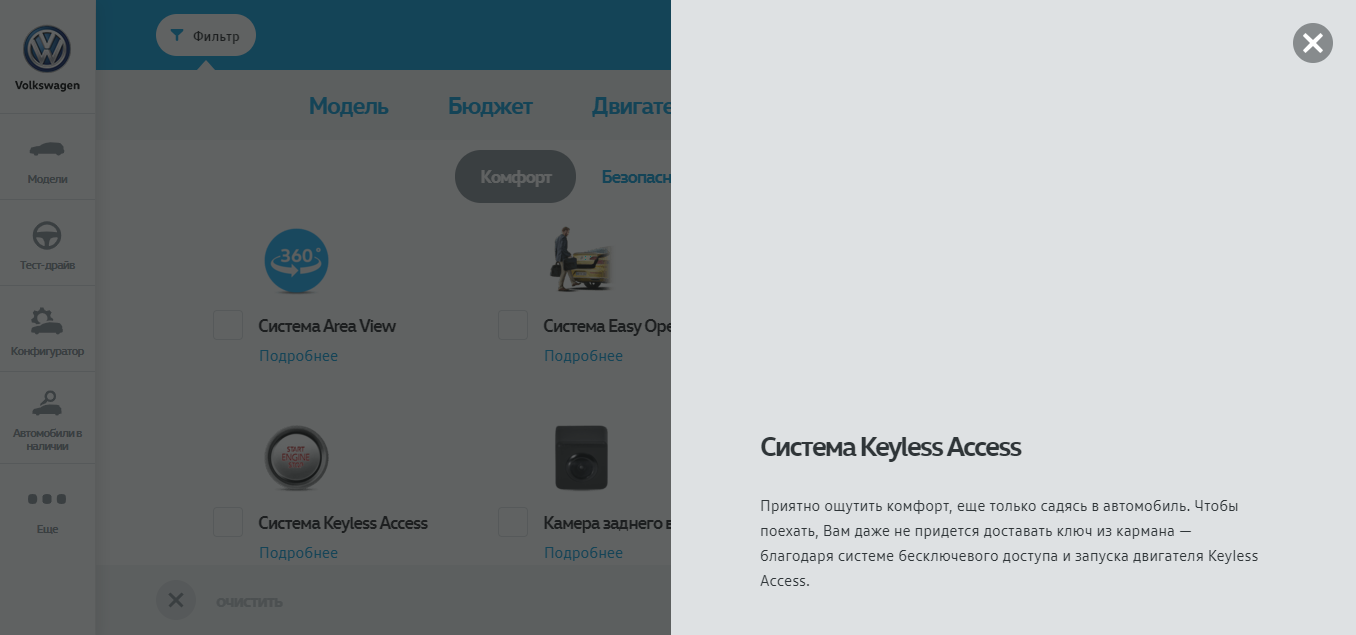 Volkswagen
Модели
Тест-драйв
Конфигуратор
Автомобили в
наличии
Еще
Фильтр
Модель
Бюджет
Двигате
Комфорт
Безопасн
360°
Система Area View
Подробнее
Система Easy Ope
Подробнее
START
ENGINE
STOP
Система Keyless Access
Подробнее
Камера заднего в
Подробнее
ОЧИСТИТЬ
Система Keyless Access
Приятно ощутить комфорт, еще только садясь в автомобиль. Чтобы
поехать, Вам даже не придется доставать ключ из кармана —
благодаря системе бесключевого доступа и запуска двигателя Keyless
Access.